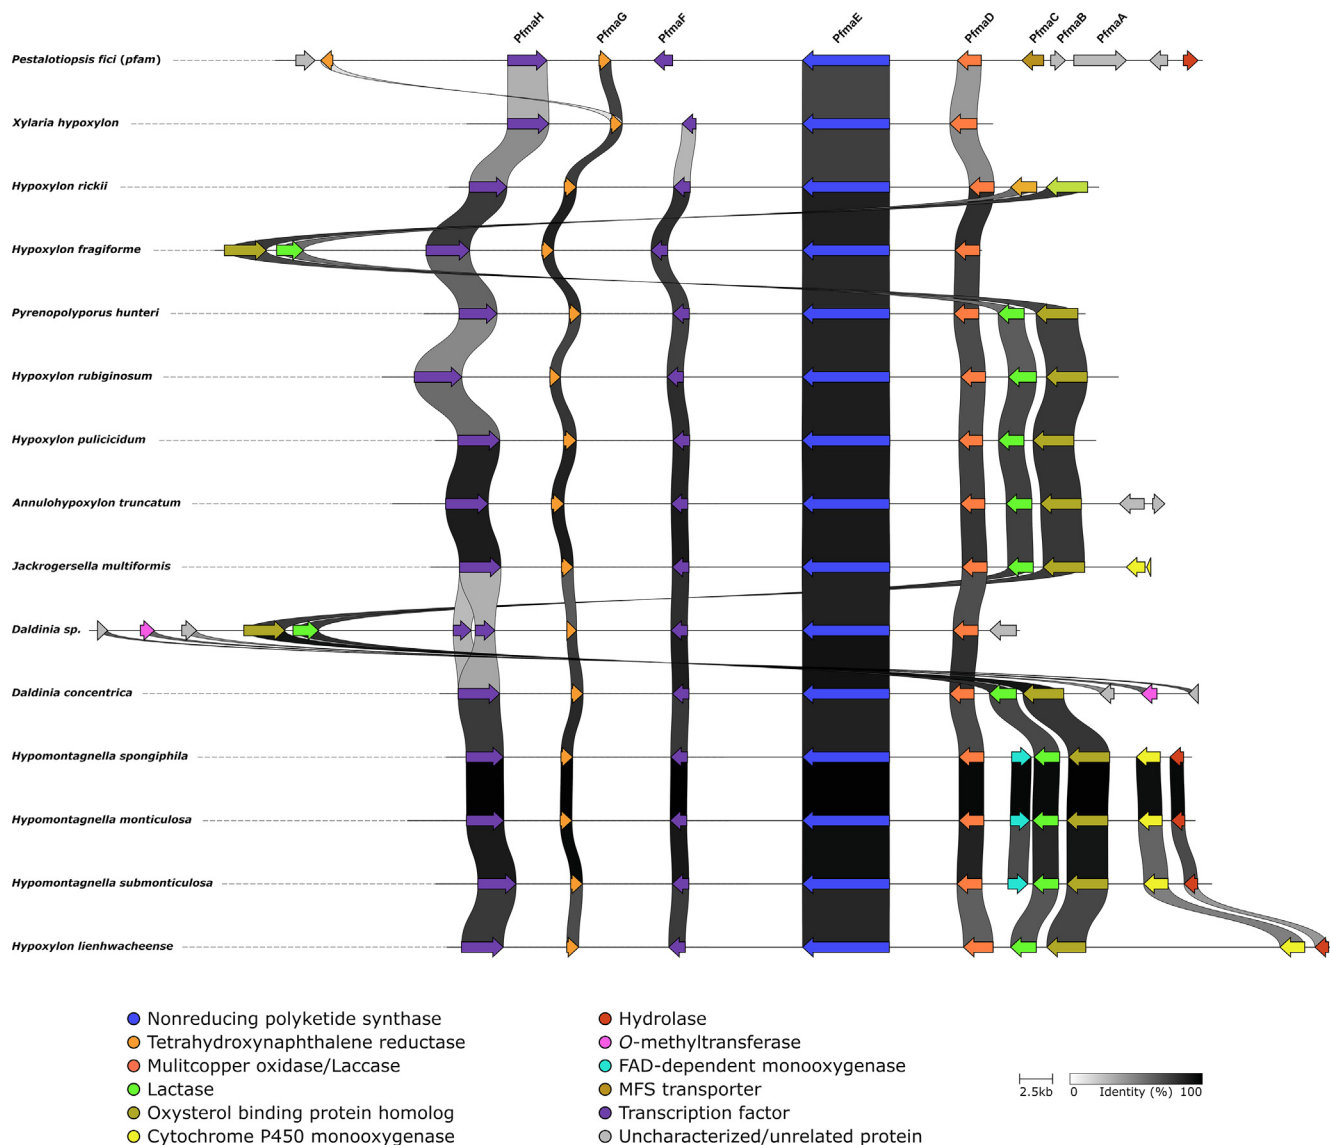 PfmaH PfmaG PfmaF PfmaE PfmaD PfmaC PfmaB PfmaA
Pestalotiopsis fici (pfam)
Xylaria hypoxylon
Hypoxylon rickii
Hypoxylon fragiforme
Pyrenopolyporus hunteri
Hypoxylon rubiginosum
Hypoxylon pulicicidum
Annulohypoxylon truncatum
Jackrogersella multiformis
Daldinia sp.
Daldinia concentrica
Hypomontagnella spongiphila
Hypomontagnella monticulosa
Hypomontagnella submonticulosa
Hypoxylon lienhwacheense
Nonreducing polyketide synthase
Tetrahydroxynaphthalene reductase
Mulitcopper oxidase/Laccase
Lactase
Oxysterol binding protein homolog
Cytochrome P450 monooxygenase
Hydrolase
O-methyltransferase
FAD-dependent monooxygenase
MFS transporter
Transcription factor
Uncharacterized/unrelated protein
2.5kb
0 Identity (%) 100